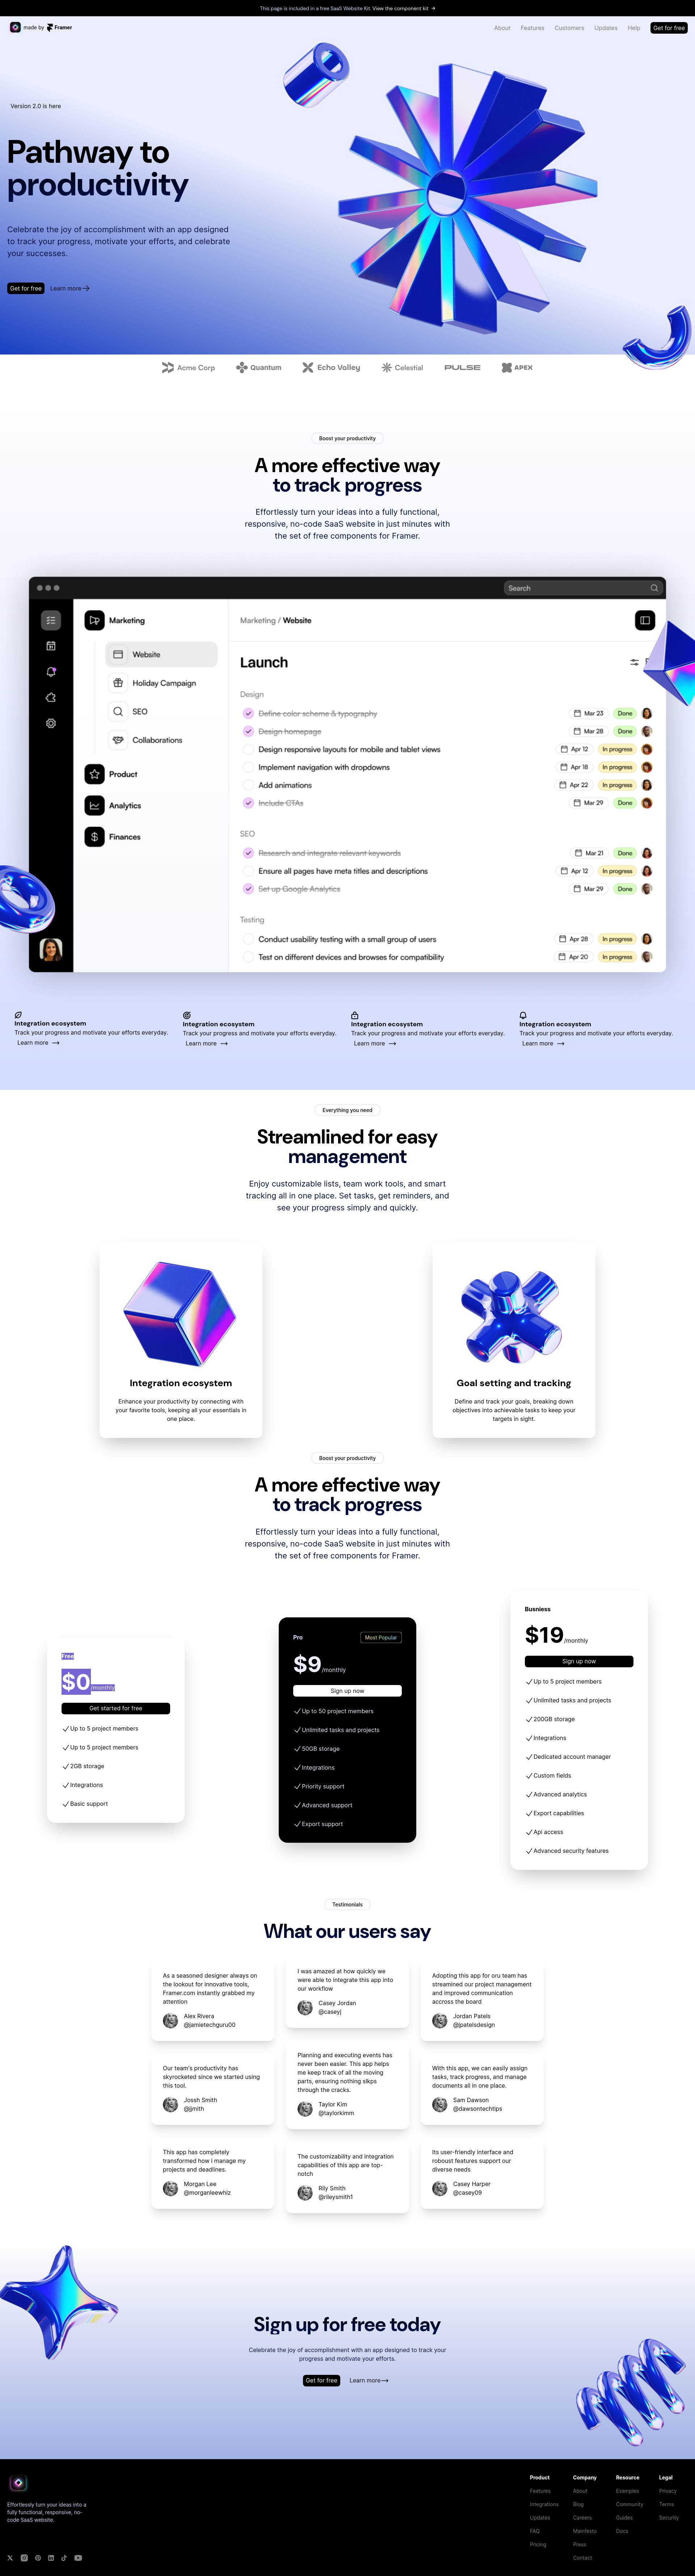 This page is included in a free SaaS Website Kit. View the component kit →
made by Framer
About Features Customers Updates Help Get for free
Version 2.0 is here
Pathway to
productivity
Celebrate the joy of accomplishment with an app designed
to track your progress, motivate your efforts, and celebrate
your successes.
Get for free Learn more→
Acme Corp Quantum Echo Valley Celestial PULSE APEX
Boost your productivity
A more effective way
to track progress
Effortlessly turn your ideas into a fully functional,
responsive, no-code SaaS website in just minutes with
the set of free components for Framer.
Search
Marketing
Website
Holiday Campaign
SEO
Collaborations
Product
Analytics
Finances
Marketing / Website
Launch
Design
Define color scheme & typography Mar 23 Done
Design homepage Mar 28 Done
Design responsive layouts for mobile and tablet views Apr 12 In progress
Implement navigation with dropdowns Apr 18 In progress
Add animations Apr 22 In progress
Include CTAs Mar 29 Done
SEO
Research and integrate relevant keywords Mar 21 Done
Ensure all pages have meta titles and descriptions Apr 12 In progress
Set up Google Analytics Mar 29 Done
Testing
Conduct usability testing with a small group of users Apr 28 In progress
Test on different devices and browses for compatibility Apr 20 In progress
Integration ecosystem
Track your progress and motivate your efforts everyday.
Learn more →
Integration ecosystem
Track your progress and motivate your efforts everyday.
Learn more →
Integration ecosystem
Track your progress and motivate your efforts everyday.
Learn more →
Integration ecosystem
Track your progress and motivate your efforts everyday.
Learn more →
Everything you need
Streamlined for easy
management
Enjoy customizable lists, team work tools, and smart
tracking all in one place. Set tasks, get reminders, and
see your progress simply and quickly.
Integration ecosystem
Enhance your productivity by connecting with
your favorite tools, keeping all your essentials in
one place.
Goal setting and tracking
Define and track your goals, breaking down
objectives into achievable tasks to keep your
targets in sight.
Boost your productivity
A more effective way
to track progress
Effortlessly turn your ideas into a fully functional,
responsive, no-code SaaS website in just minutes with
the set of free components for Framer.
Free
$0/monthly
Get started for free
Up to 5 project members
Up to 5 project members
2GB storage
Integrations
Basic support
Pro Most Popular
$9/monthly
Sign up now
Up to 50 project members
Unlimited tasks and projects
50GB storage
Integrations
Priority support
Advanced support
Export support
Busniess
$19/monthly
Sign up now
Up to 5 project members
Unlimited tasks and projects
200GB storage
Integrations
Dedicated account manager
Custom fields
Advanced analytics
Export capabilities
Api access
Advanced security features
Testimonials
What our users say
As a seasoned designer always on
the lookout for innovative tools,
Framer.com instantly grabbed my
attention
Alex Rivera
@jamietechguru00
Our team's productivity has
skyrocketed since we started using
this tool.
Jossh Smith
@jjmith
This app has completely
transformed how i manage my
projects and deadlines.
Morgan Lee
@morganleewhiz
I was amazed at how quickly we
were able to integrate this app into
our workflow
Casey Jordan
@caseyj
Planning and executing events has
never been easier. This app helps
me keep track of all the moving
parts, ensuring nothing slkps
through the cracks.
Taylor Kim
@taylorkimm
The customizability and integration
capabilities of this app are top-
notch
Rily Smith
@rileysmith1
Adopting this app for oru team has
streamlined our project management
and improved communication
accross the board
Jordan Patels
@jpatelsdesign
With this app, we can easily assign
tasks, track progress, and manage
documents all in one place.
Sam Dawson
@dawsontechtips
Its user-friendly interface and
roboust features support our
diverse needs
Casey Harper
@casey09
Sign up for free today
Celebrate the joy of accomplishment with an app designed to track your
progress and motivate your efforts.
Get for free Learn more→
Effortlessly turn your ideas into a
fully functional, responsive, no-
code SaaS website.
Product
Features
Integrations
Updates
FAQ
Pricing
Company
About
Blog
Careers
Mainfesto
Press
Contact
Resource
Examples
Community
Guides
Docs
Legal
Privacy
Terms
Security